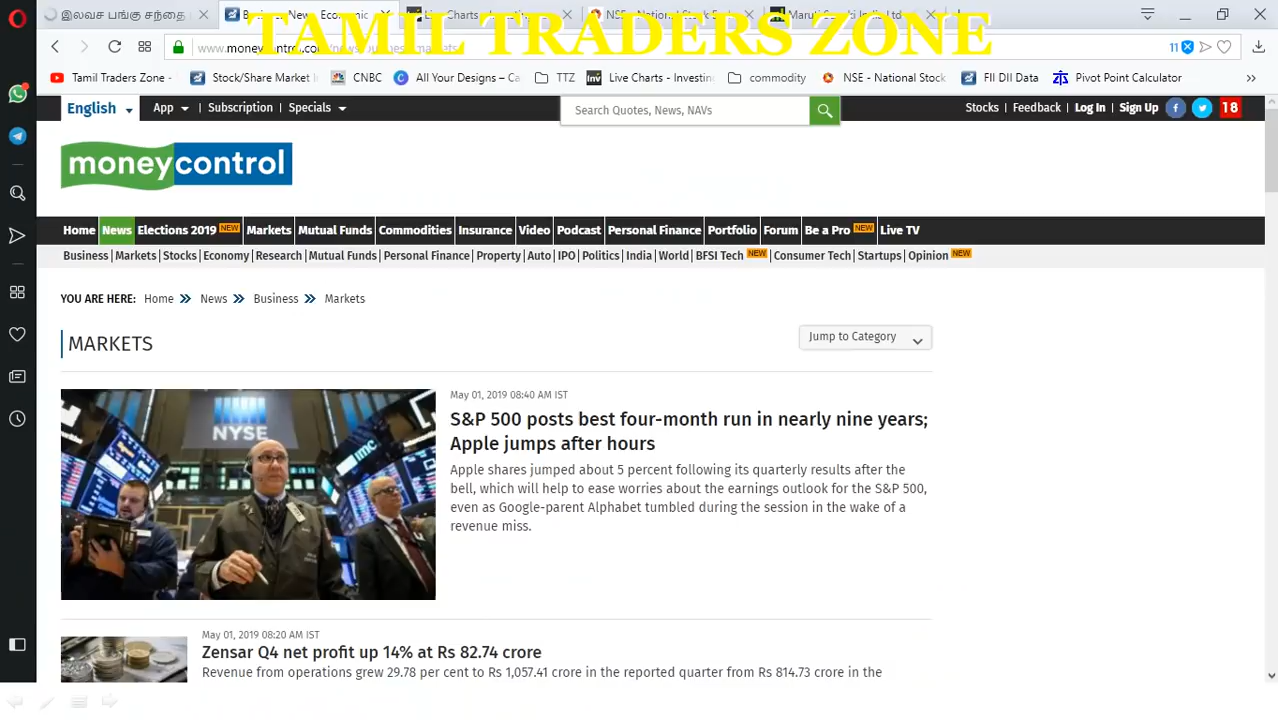 இலவச பங்கு சந்தை
TAMIL TRADERS ZONE
11
Tamil Traders Zone - Stock/Share Market CNBC All Your Designs – Ca TTZ Live Charts - Investin commodity NSE - National Stock FII DII Data Pivot Point Calculator »
English App Subscription Specials Search Quotes, News, NAVs Stocks | Feedback | Log In | Sign Up 18
moneycontrol
Home News Elections 2019 NEW Markets Mutual Funds Commodities Insurance Video Podcast Personal Finance Portfolio Forum Be a Pro NEW Live TV
Business | Markets | Stocks | Economy | Research | Mutual Funds | Personal Finance | Property | Auto | IPO | Politics | India | World | BFSI Tech NEW | Consumer Tech | Startups | Opinion NEW
YOU ARE HERE: Home News Business Markets
MARKETS
Jump to Category
NYSE
IMC
May 01, 2019 08:40 AM IST
S&P 500 posts best four-month run in nearly nine years;
Apple jumps after hours
Apple shares jumped about 5 percent following its quarterly results after the
bell, which will help to ease worries about the earnings outlook for the S&P 500,
even as Google-parent Alphabet tumbled during the session in the wake of a
revenue miss.
May 01, 2019 08:20 AM IST
Zensar Q4 net profit up 14% at Rs 82.74 crore
Revenue from operations grew 29.78 per cent to Rs 1,057.41 crore in the reported quarter from Rs 814.73 crore in the